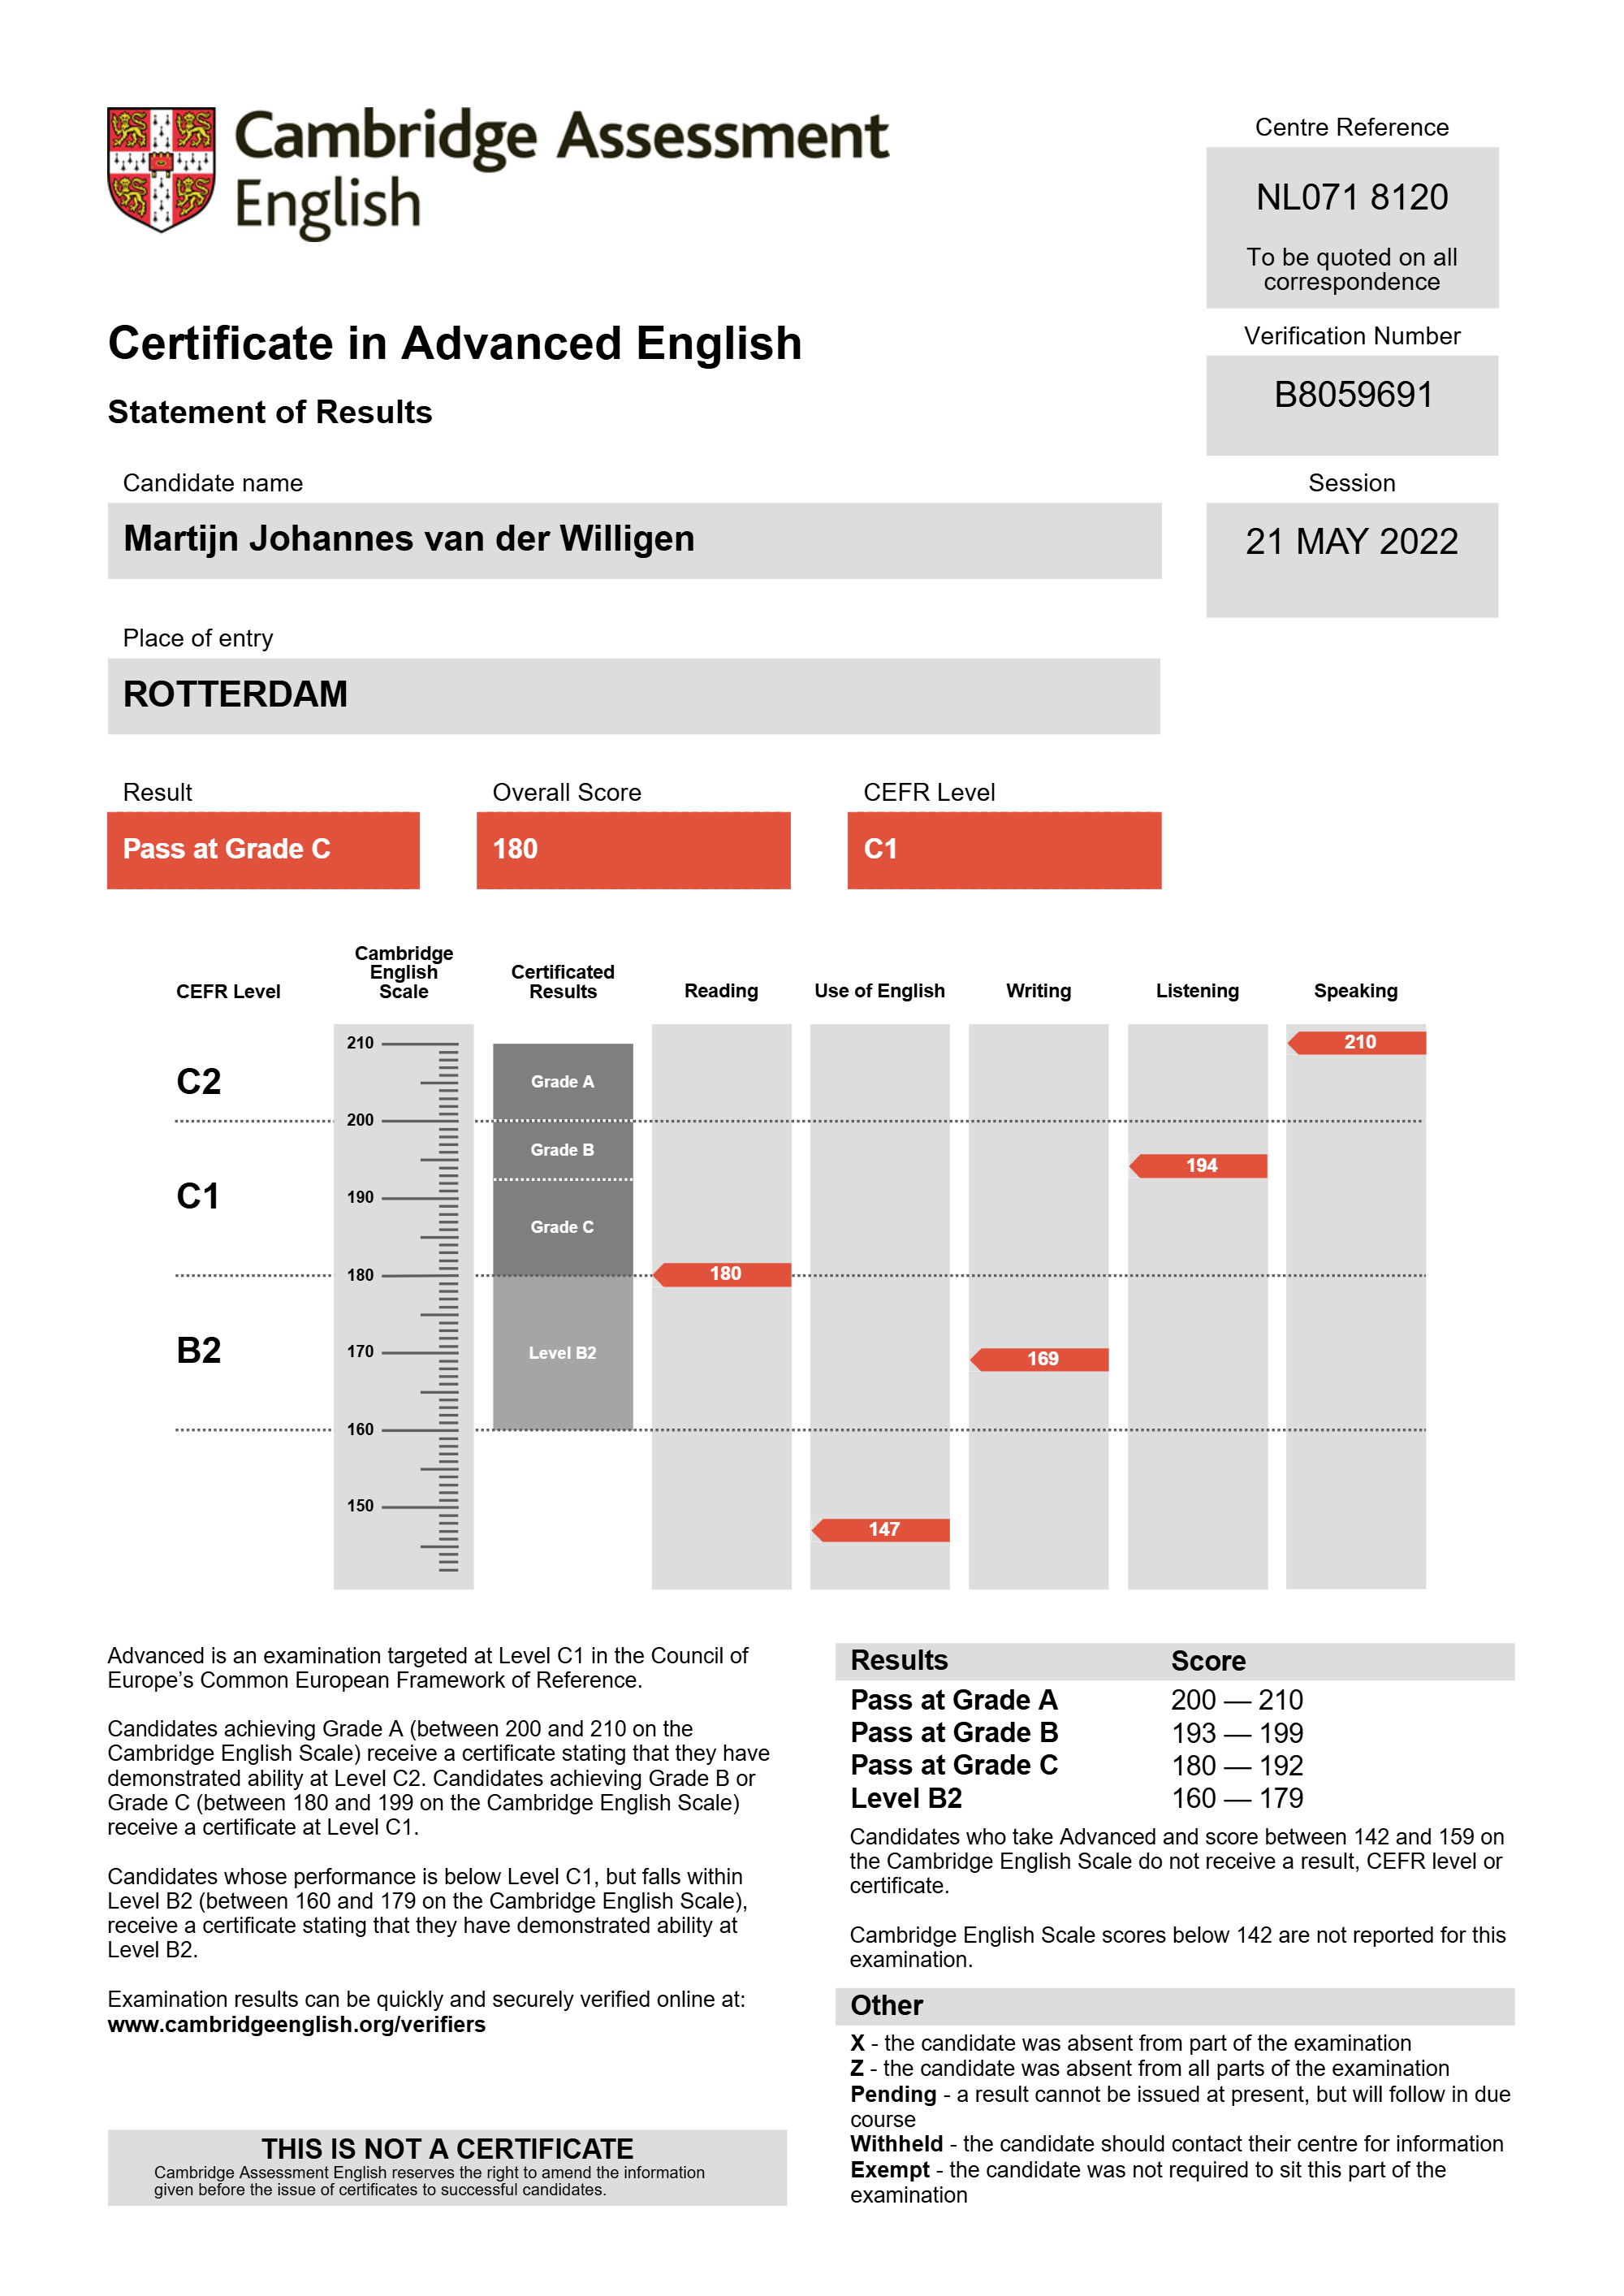 Cambridge Assessment
English
Centre Reference
NL071 8120
To be quoted on all
correspondence
Certificate in Advanced English
Verification Number
B8059691
Statement of Results
Candidate name
Session
Martijn Johannes van der Willigen
21 MAY 2022
Place of entry
ROTTERDAM
Result
Overall Score
CEFR Level
Pass at Grade C
180
C1
CEFR Level
Cambridge
English
Scale
Certificated
Results
Reading
Use of English
Writing
Listening
Speaking
210
C2
200
C1
190
180
B2
170
160
150
Grade A
Grade B
Grade C
Level B2
180
147
169
194
210
Advanced is an examination targeted at Level C1 in the Council of
Europe’s Common European Framework of Reference.
Candidates achieving Grade A (between 200 and 210 on the
Cambridge English Scale) receive a certificate stating that they have
demonstrated ability at Level C2. Candidates achieving Grade B or
Grade C (between 180 and 199 on the Cambridge English Scale)
receive a certificate at Level C1.
Candidates whose performance is below Level C1, but falls within
Level B2 (between 160 and 179 on the Cambridge English Scale),
receive a certificate stating that they have demonstrated ability at
Level B2.
Examination results can be quickly and securely verified online at:
www.cambridgeenglish.org/verifiers
THIS IS NOT A CERTIFICATE
Cambridge Assessment English reserves the right to amend the information
given before the issue of certificates to successful candidates.
Results Score
Pass at Grade A 200 — 210
Pass at Grade B 193 — 199
Pass at Grade C 180 — 192
Level B2 160 — 179
Candidates who take Advanced and score between 142 and 159 on
the Cambridge English Scale do not receive a result, CEFR level or
certificate.
Cambridge English Scale scores below 142 are not reported for this
examination.
Other
X - the candidate was absent from part of the examination
Z - the candidate was absent from all parts of the examination
Pending - a result cannot be issued at present, but will follow in due
course
Withheld - the candidate should contact their centre for information
Exempt - the candidate was not required to sit this part of the
examination